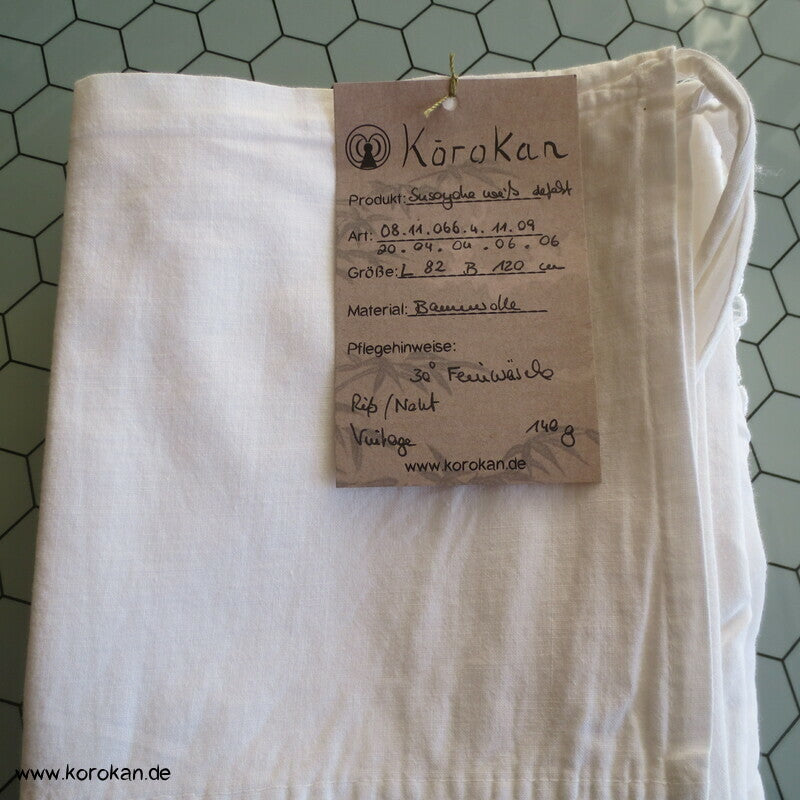 Kōrokan
Produkt: Susoyoke weiß defekt
Art: 08.11.066.4.11.09
20.04.04.06.06
Größe: L 82 B 120 cm
Material: Baumwolle
Pflegehinweise:
30° Feinwäsche
Riß/Naht
Vintage 140 g
www.korokan.de
www.korokan.de